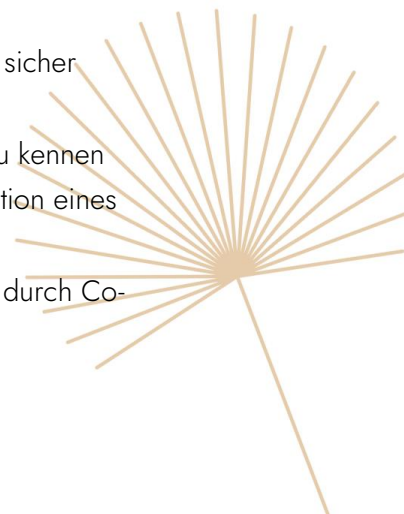 sicher
u kennen
tion eines
durch Co-